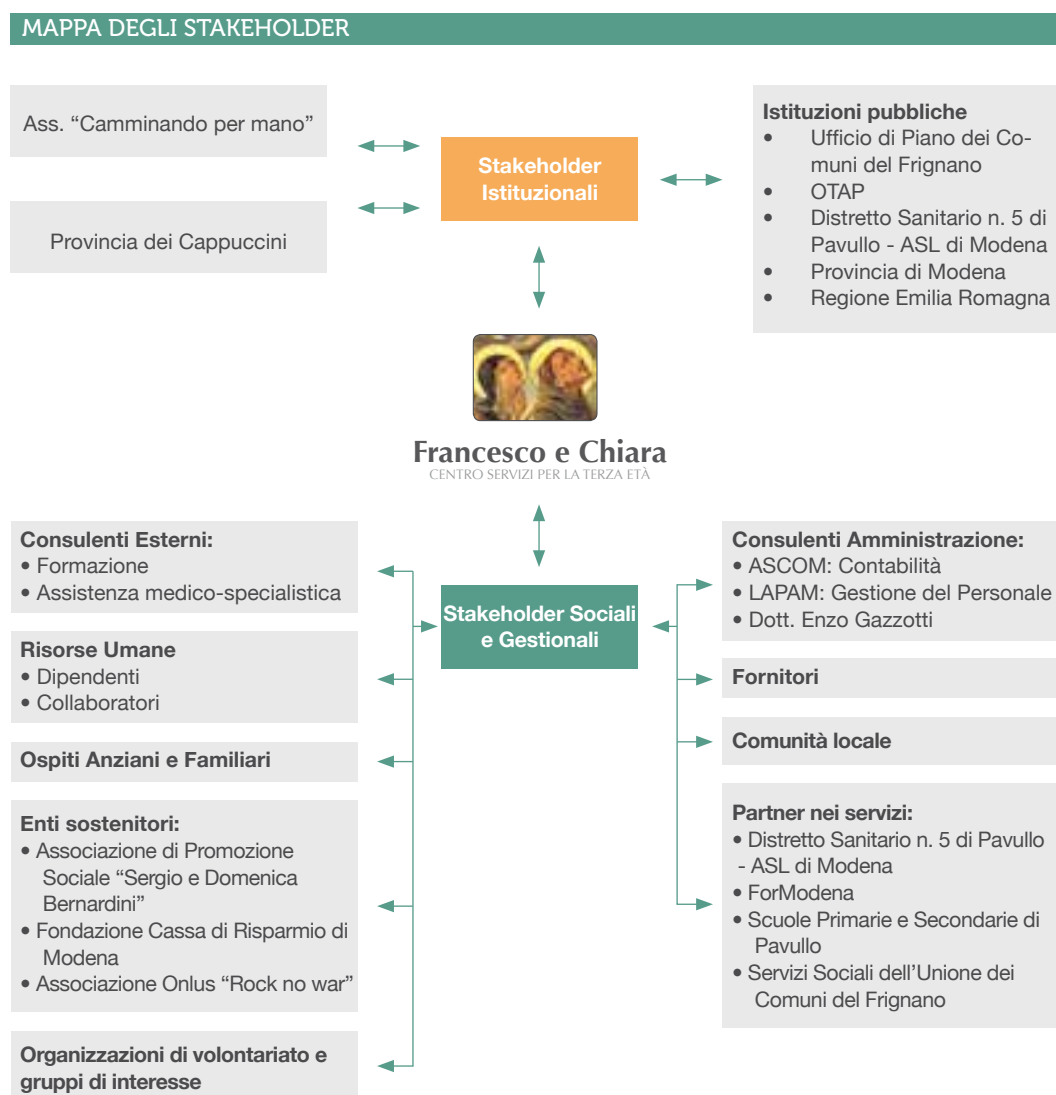 MAPPA DEGLI STAKEHOLDER
Ass. “Camminando per mano”
Provincia dei Cappuccini
Stakeholder
Istituzionali
Istituzioni pubbliche
• Ufficio di Piano dei Co-
muni del Frignano
• OTAP
• Distretto Sanitario n. 5 di
Pavullo - ASL di Modena
• Provincia di Modena
• Regione Emilia Romagna
Francesco e Chiara
CENTRO SERVIZI PER LA TERZA ETÀ
Consulenti Esterni:
• Formazione
• Assistenza medico-specialistica
Risorse Umane
• Dipendenti
• Collaboratori
Ospiti Anziani e Familiari
Enti sostenitori:
• Associazione di Promozione
Sociale “Sergio e Domenica
Bernardini”
• Fondazione Cassa di Risparmio di
Modena
• Associazione Onlus “Rock no war”
Organizzazioni di volontariato e
gruppi di interesse
Stakeholder Sociali
e Gestionali
Consulenti Amministrazione:
• ASCOM: Contabilità
• LAPAM: Gestione del Personale
• Dott. Enzo Gazzotti
Fornitori
Comunità locale
Partner nei servizi:
• Distretto Sanitario n. 5 di Pavullo
- ASL di Modena
• ForModena
• Scuole Primarie e Secondarie di
Pavullo
• Servizi Sociali dell’Unione dei
Comuni del Frignano